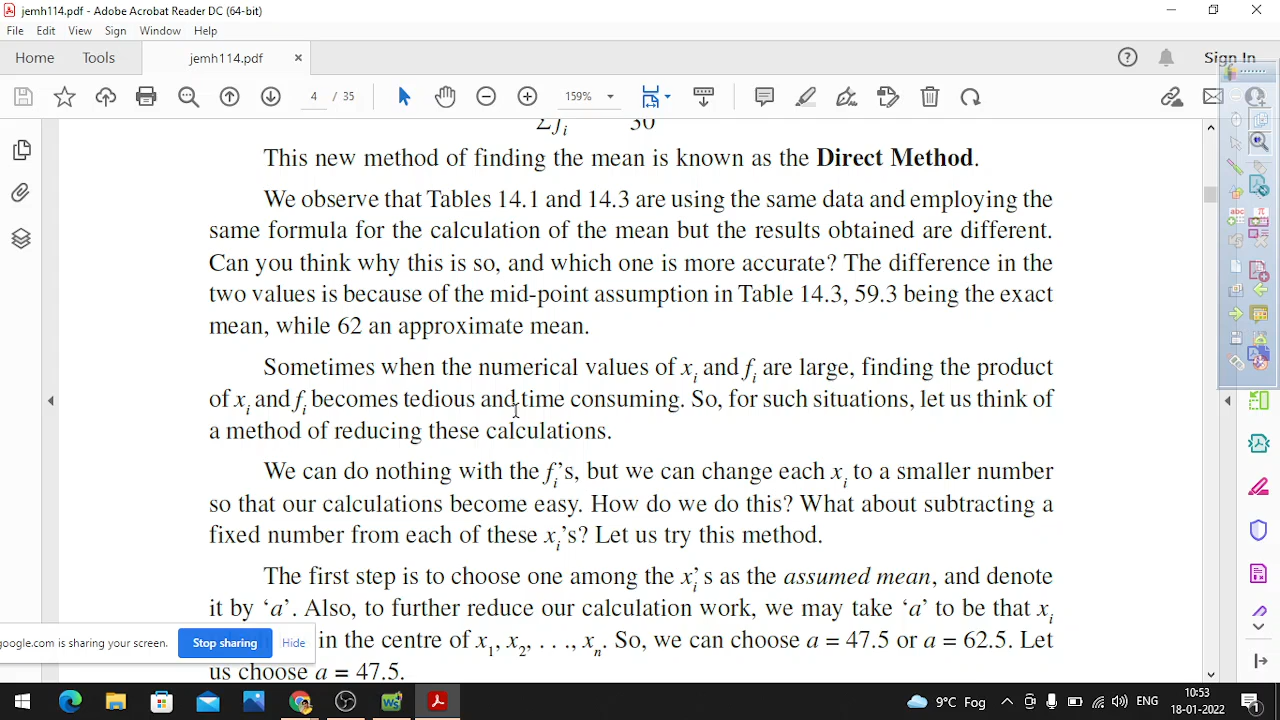 jemh114.pdf - Adobe Acrobat Reader DC (64-bit)
File Edit View Sign Window Help
Home Tools jemh114.pdf × Sign In
4 / 35 159%
Σfᵢ 30
This new method of finding the mean is known as the Direct Method.
We observe that Tables 14.1 and 14.3 are using the same data and employing the
same formula for the calculation of the mean but the results obtained are different.
Can you think why this is so, and which one is more accurate? The difference in the
two values is because of the mid-point assumption in Table 14.3, 59.3 being the exact
mean, while 62 an approximate mean.
Sometimes when the numerical values of xᵢ and fᵢ are large, finding the product
of xᵢ and fᵢ becomes tedious and time consuming. So, for such situations, let us think of
a method of reducing these calculations.
We can do nothing with the fᵢ's, but we can change each xᵢ to a smaller number
so that our calculations become easy. How do we do this? What about subtracting a
fixed number from each of these xᵢ's? Let us try this method.
The first step is to choose one among the xᵢ's as the assumed mean, and denote
it by ‘a’. Also, to further reduce our calculation work, we may take ‘a’ to be that xᵢ
in the centre of x₁, x₂, . . ., xₙ. So, we can choose a = 47.5 or a = 62.5. Let
us choose a = 47.5.
google.com is sharing your screen. Stop sharing Hide
9°C Fog ENG 10:53
18-01-2022